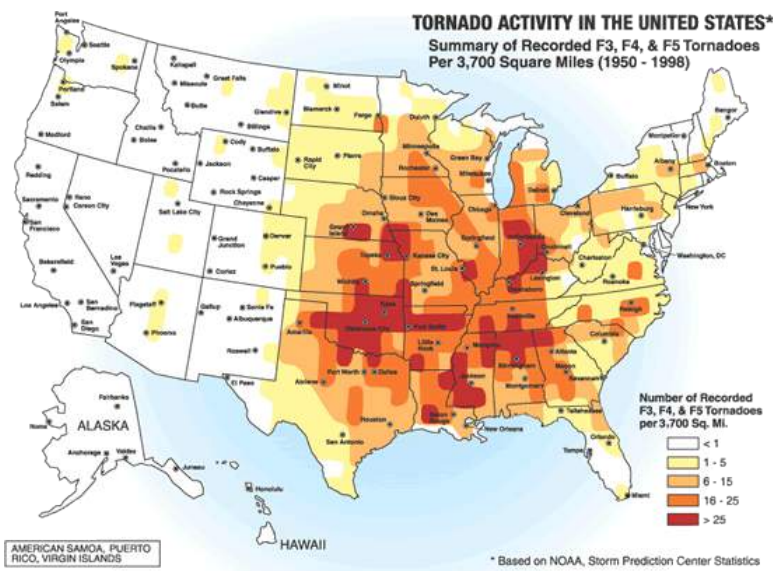 TORNADO ACTIVITY IN THE UNITED STATES*
Summary of Recorded F3, F4, & F5 Tornadoes
Per 3,700 Square Miles (1950 - 1998)
Port
Angeles
Seattle
Olympia
Spokane
Portland
Salem
Medford
Kalispell
Missoula
Great Falls
Butte
Glendive
Billings
Challis
Boise
Pocatello
Cody
Buffalo
Jackson
Casper
Rock Springs
Cheyenne
Minot
Bismarck
Fargo
Duluth
Rapid
City
Pierre
Minneapolis
Rochester
Green Bay
Milwaukee
Sioux City
Omaha
Des
Moines
Grand
Island
Chicago
Detroit
Cleveland
Buffalo
Albany
Montpelier
Bangor
Boston
New York
Harrisburg
Washington, DC
Redding
Sacramento
San
Francisco
Reno
Carson City
Bakersfield
Las
Vegas
Los Angeles
San
Bernardino
San
Diego
Salt Lake City
Grand
Junction
Cortez
Denver
Pueblo
Flagstaff
Phoenix
Gallup
Santa Fe
Albuquerque
Roswell
El Paso
Topeka
Kansas City
Wichita
Springfield
St. Louis
Springfield
Indianapolis
Cincinnati
Lexington
Charleston
Roanoke
Raleigh
Columbia
Tulsa
Oklahoma City
Fort Smith
Amarillo
Little
Rock
Memphis
Nashville
Birmingham
Montgomery
Atlanta
Macon
Savannah
Abilene
Fort Worth
Dallas
Jackson
Houston
San Antonio
Baton
Rouge
New Orleans
Tallahassee
Orlando
Tampa
Miami
Fairbanks
Nome
ALASKA
Anchorage
Valdez
Juneau
Honolulu
HAWAII
Number of Recorded
F3, F4, & F5 Tornadoes
per 3,700 Sq. Mi.
< 1
1 - 5
6 - 15
16 - 25
> 25
AMERICAN SAMOA, PUERTO
RICO, VIRGIN ISLANDS
* Based on NOAA, Storm Prediction Center Statistics